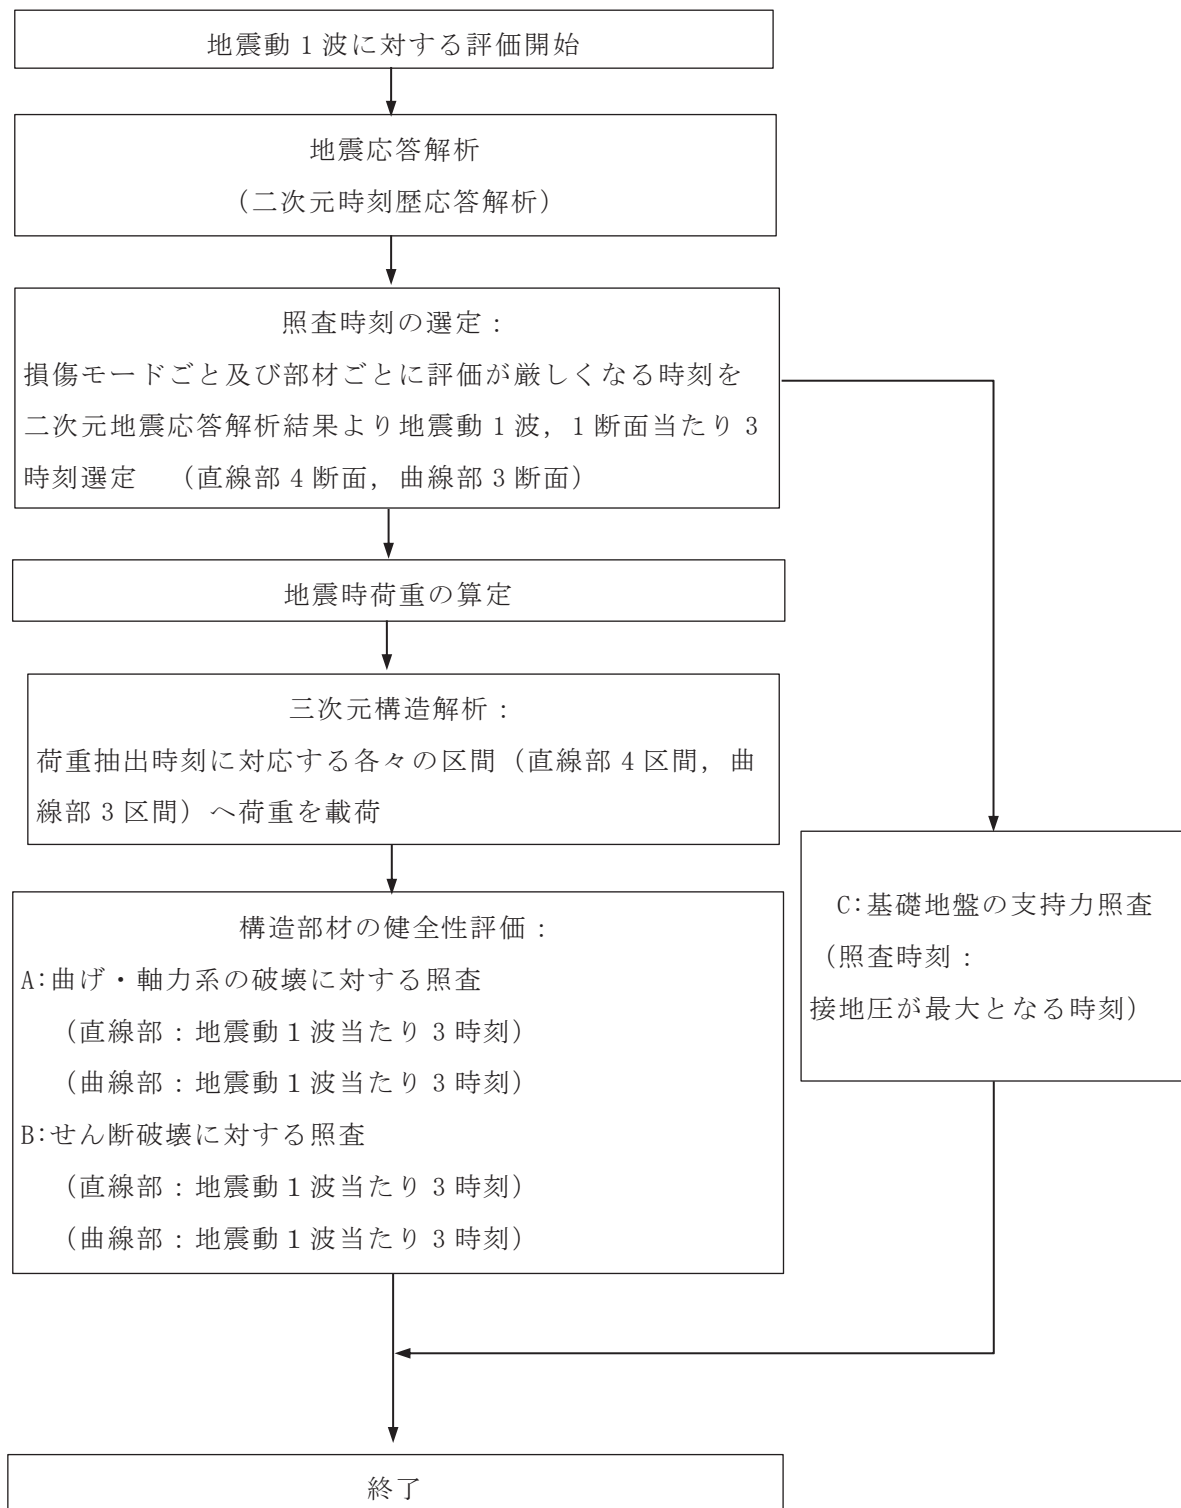 地震動1波に対する評価開始
地震応答解析
(二次元時刻歴応答解析)
照査時刻の選定：
損傷モードごと及び部材ごとに評価が厳しくなる時刻を
二次元地震応答解析結果より地震動1波，1断面当たり3
時刻選定　(直線部4断面，曲線部3断面)
地震時荷重の算定
三次元構造解析：
荷重抽出時刻に対応する各々の区間（直線部4区間，曲
線部3区間）へ荷重を載荷
構造部材の健全性評価：
A:曲げ・軸力系の破壊に対する照査
（直線部：地震動1波当たり3時刻）
（曲線部：地震動1波当たり3時刻）
B:せん断破壊に対する照査
（直線部：地震動1波当たり3時刻）
（曲線部：地震動1波当たり3時刻）
C:基礎地盤の支持力照査
（照査時刻：
接地圧が最大となる時刻）
終了